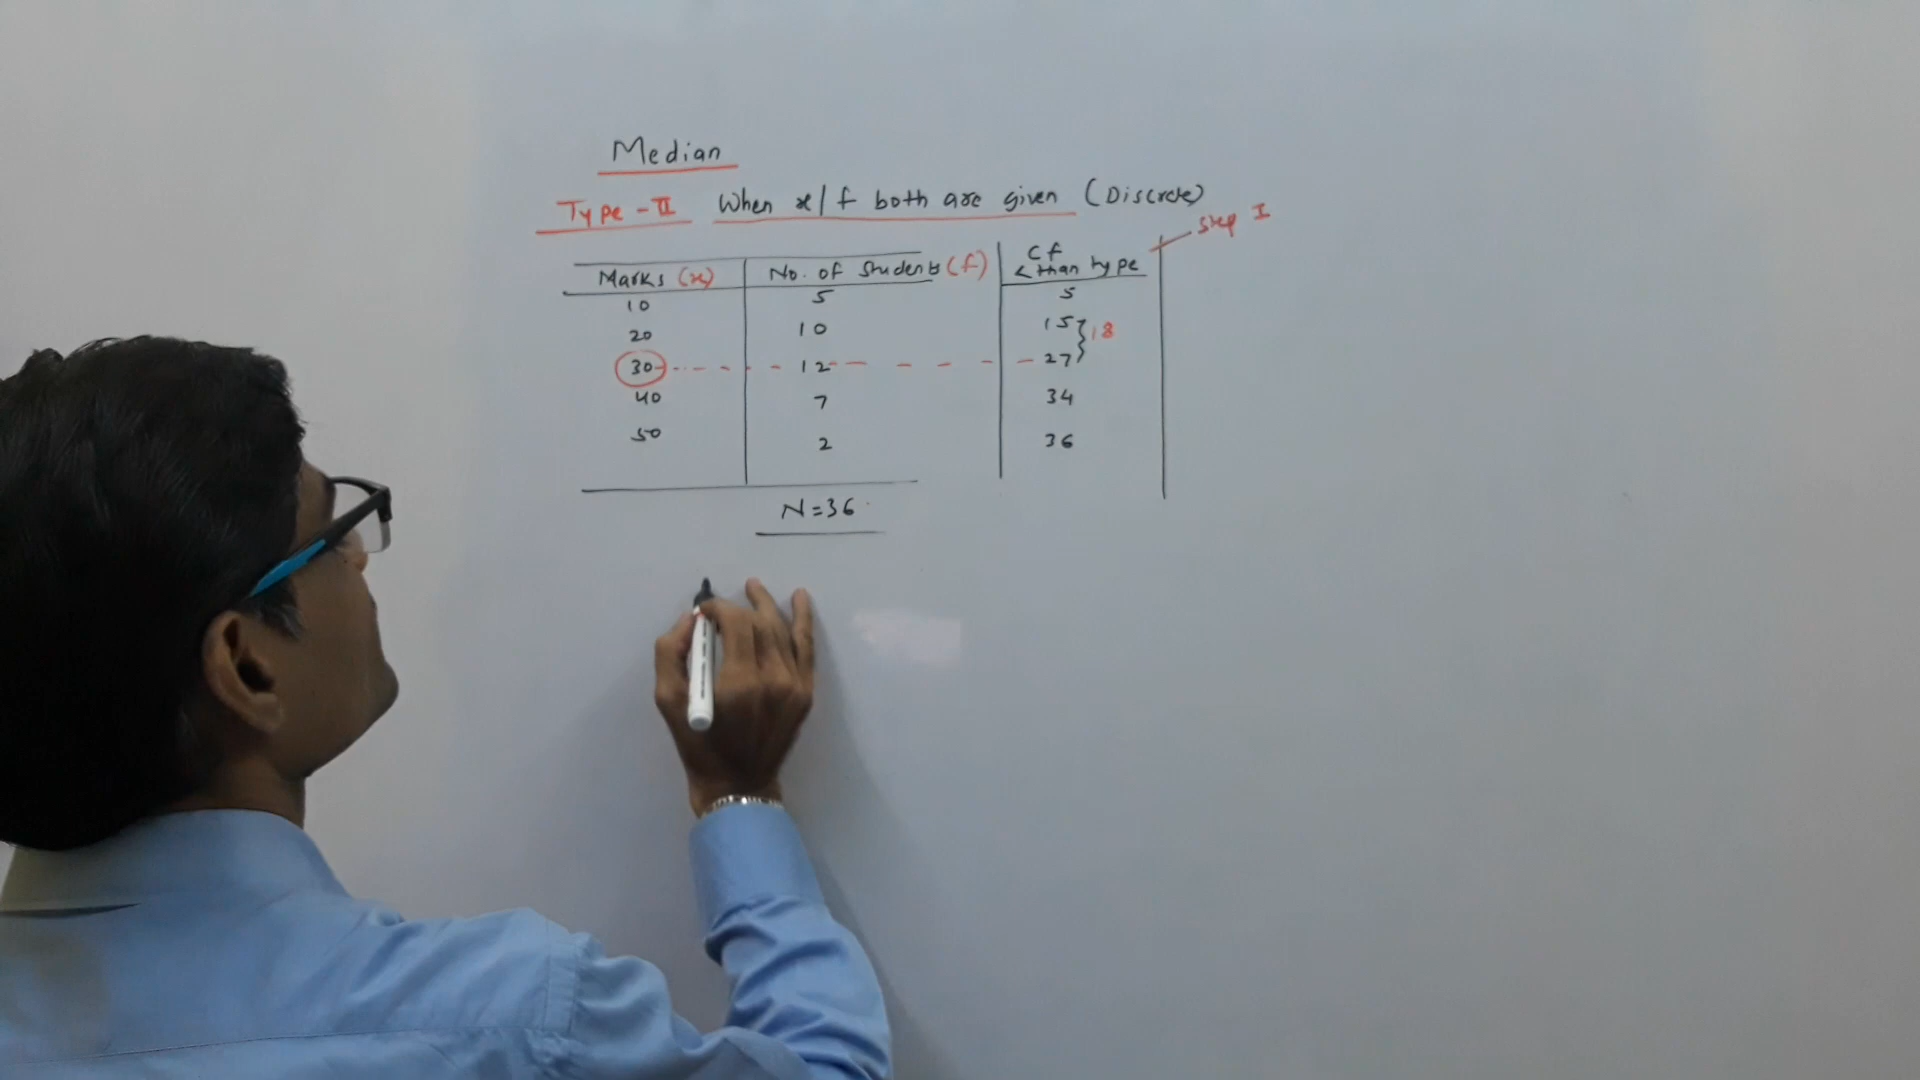 Median
Type - II When x/f both are given (Discrete)
Step I
Marks (x) No. of Students (f) Cf
< than type
10 5 5
20 10 15
18
30 12 27
40 7 34
50 2 36
N = 36